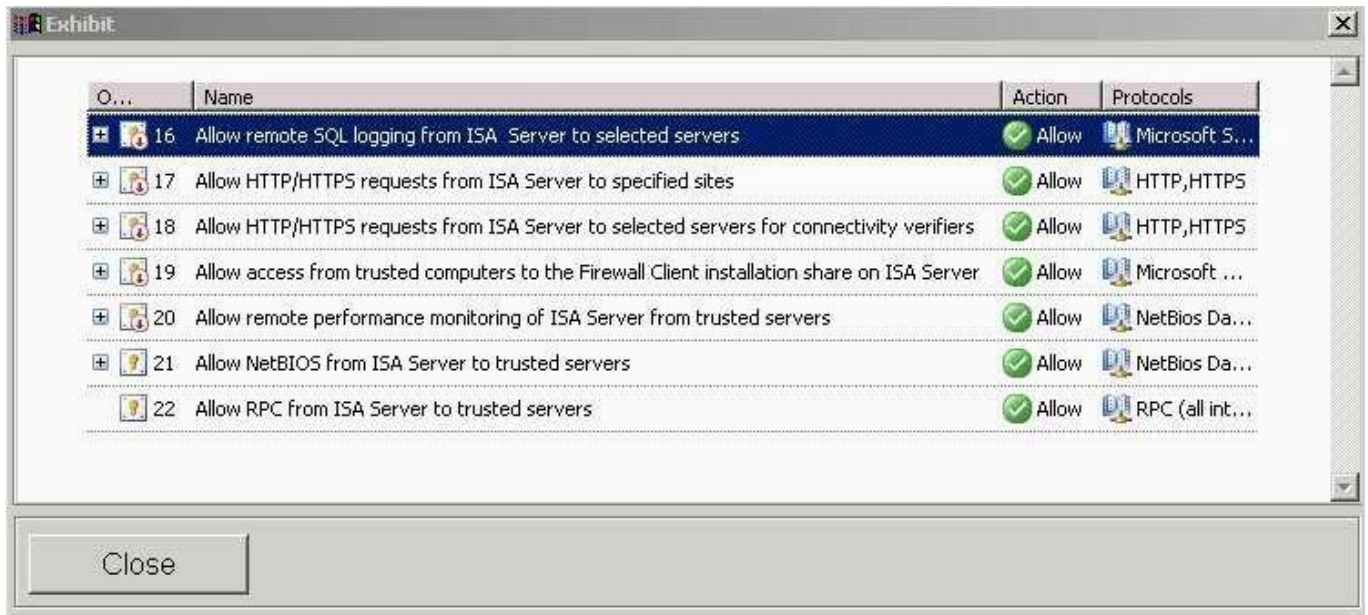 Exhibit
O... Name Action Protocols
16 Allow remote SQL logging from ISA Server to selected servers Allow Microsoft S...
17 Allow HTTP/HTTPS requests from ISA Server to specified sites Allow HTTP,HTTPS
18 Allow HTTP/HTTPS requests from ISA Server to selected servers for connectivity verifiers Allow HTTP,HTTPS
19 Allow access from trusted computers to the Firewall Client installation share on ISA Server Allow Microsoft ...
20 Allow remote performance monitoring of ISA Server from trusted servers Allow NetBios Da...
21 Allow NetBIOS from ISA Server to trusted servers Allow NetBios Da...
22 Allow RPC from ISA Server to trusted servers Allow RPC (all int...
Close